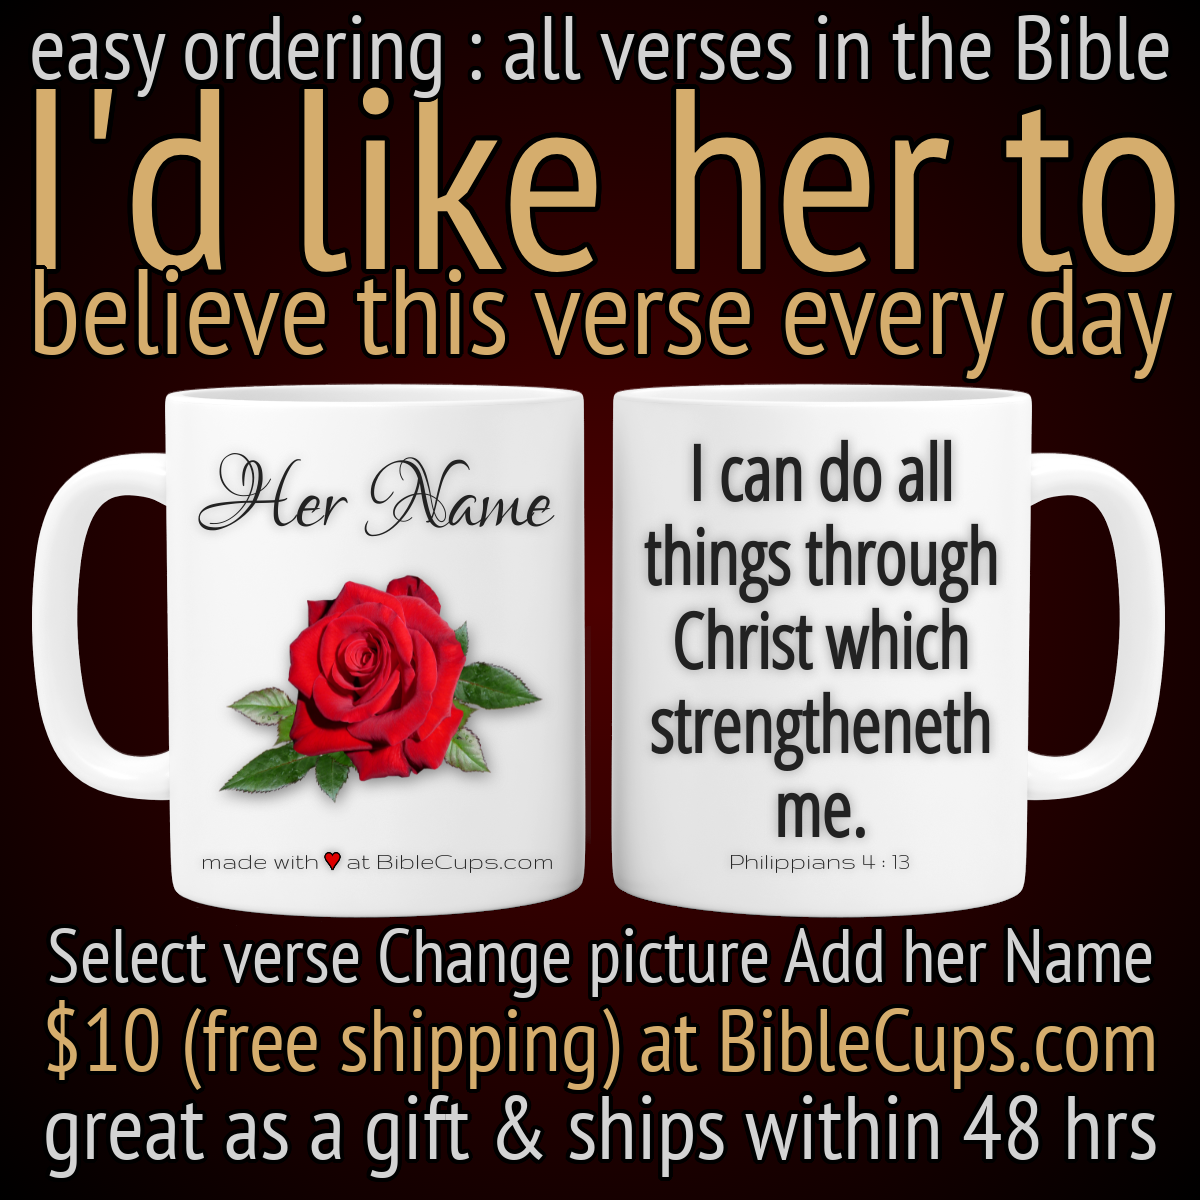 easy ordering : all verses in the Bible
I'd like her to
believe this verse every day
Her Name
made with ♥ at BibleCups.com
I can do all
things through
Christ which
strengtheneth
me.
Philippians 4 : 13
Select verse Change picture Add her Name
$10 (free shipping) at BibleCups.com
great as a gift & ships within 48 hrs